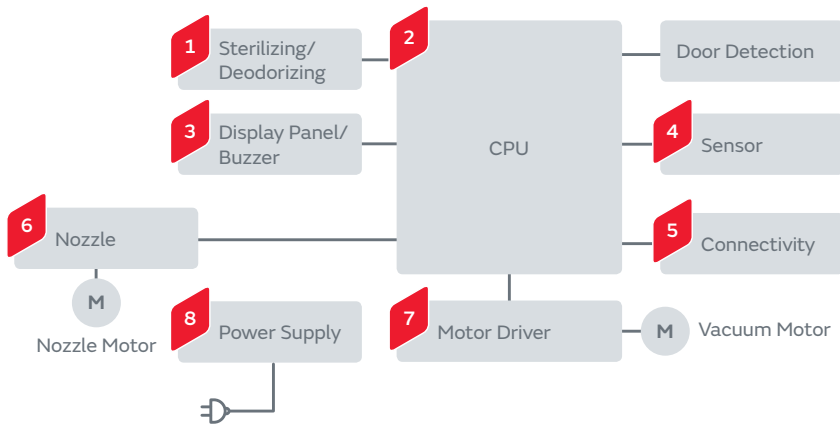 1
Sterilizing/
Deodorizing
2
CPU
Door Detection
3
Display Panel/
Buzzer
4
Sensor
6
Nozzle
5
Connectivity
M
Nozzle Motor
8
Power Supply
7
Motor Driver
M
Vacuum Motor